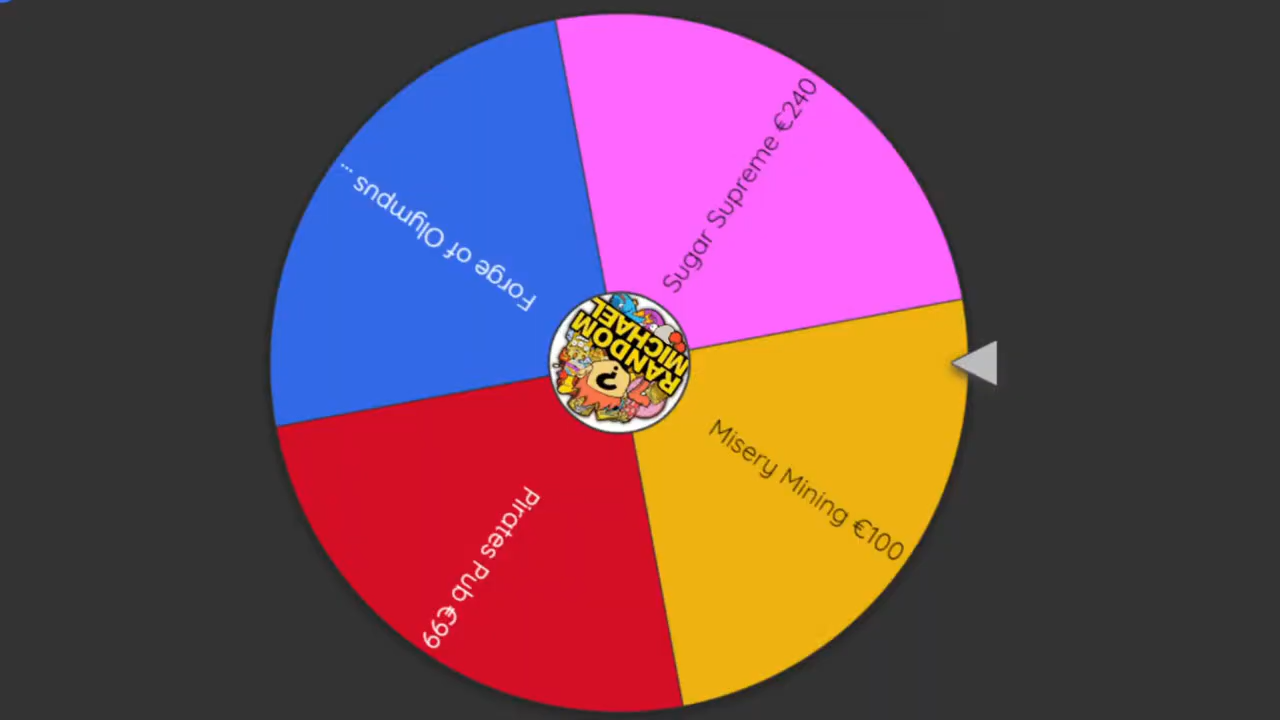 Sugar Supreme €240
Forge of Olympus ...
RANDOM
MICHAEL
?
Misery Mining €100
Pirates Pub €99